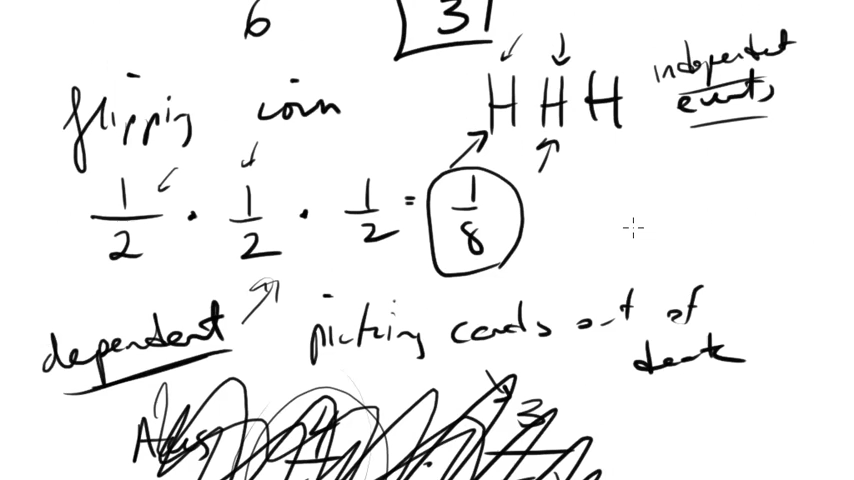 6 31
flipping coin H H H independent
events
1/2 · 1/2 · 1/2 = 1/8
dependent picking cards out of
deck
3